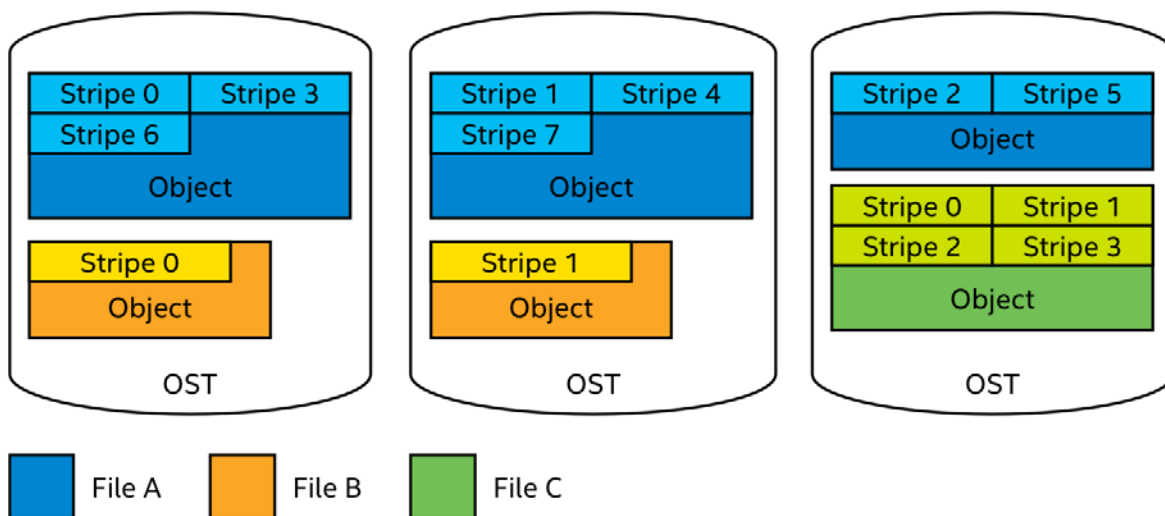 Stripe 0 Stripe 3
Stripe 6
Object
Stripe 0
Object
OST
Stripe 1 Stripe 4
Stripe 7
Object
Stripe 1
Object
OST
Stripe 2 Stripe 5
Object
Stripe 0 Stripe 1
Stripe 2 Stripe 3
Object
OST
File A File B File C